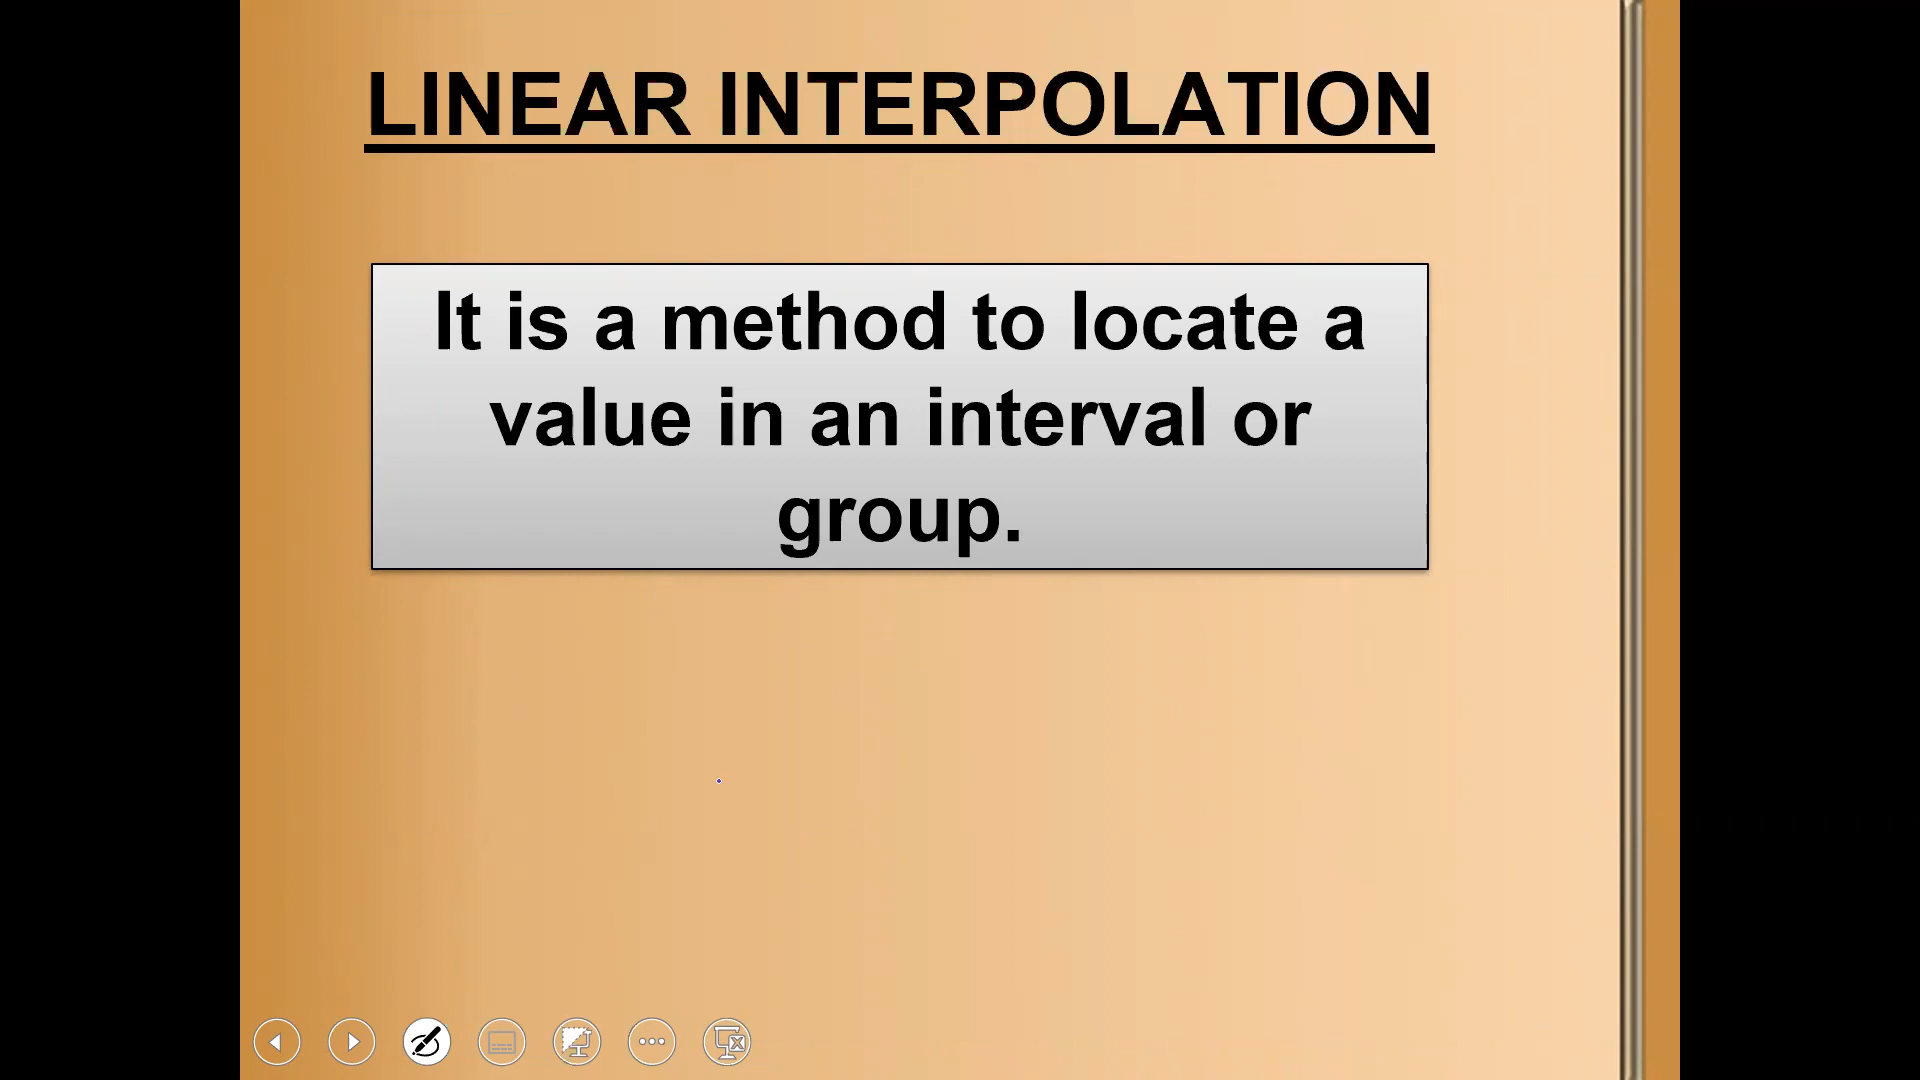 LINEAR INTERPOLATION
It is a method to locate a
value in an interval or
group.